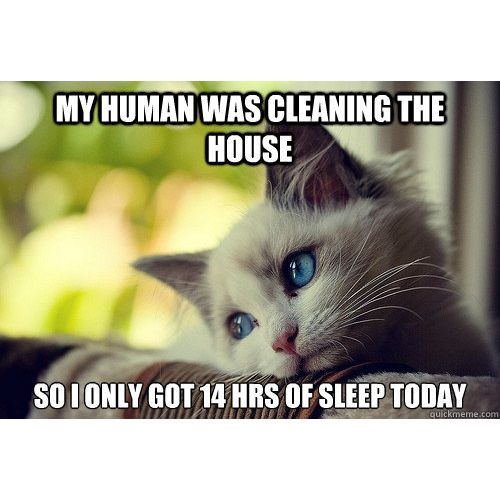 MY HUMAN WAS CLEANING THE
HOUSE
SO I ONLY GOT 14 HRS OF SLEEP TODAY
quickmeme.com